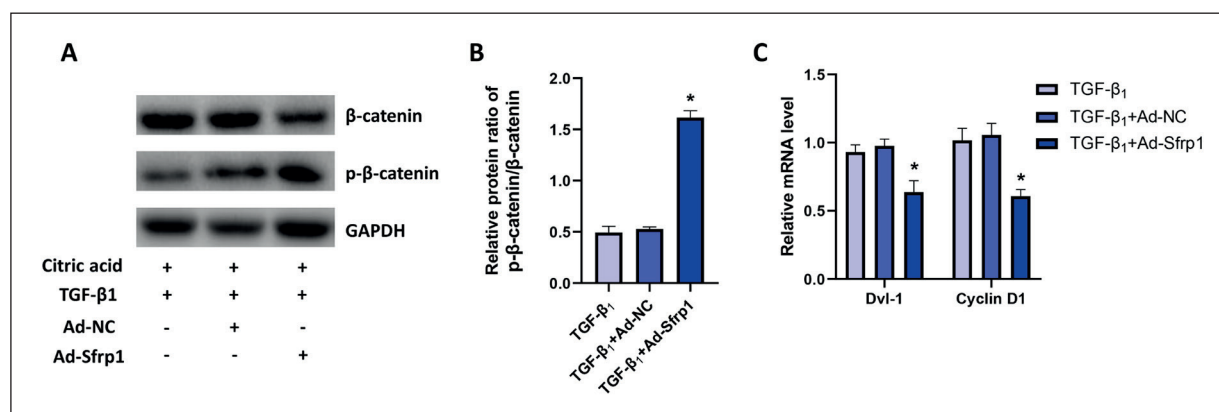 A
β-catenin
p-β-catenin
GAPDH
Citric acid + + +
TGF-β1 + + +
Ad-NC - + -
Ad-Sfrp1 - - +
B
Relative protein ratio of
p-β-catenin/β-catenin
2.0
1.5
1.0
0.5
0.0
*
TGF-β₁
TGF-β₁+Ad-NC
TGF-β₁+Ad-Sfrp1
C
Relative mRNA level
1.5
1.0
0.5
0.0
*
*
Dvl-1
Cyclin D1
TGF-β₁
TGF-β₁+Ad-NC
TGF-β₁+Ad-Sfrp1